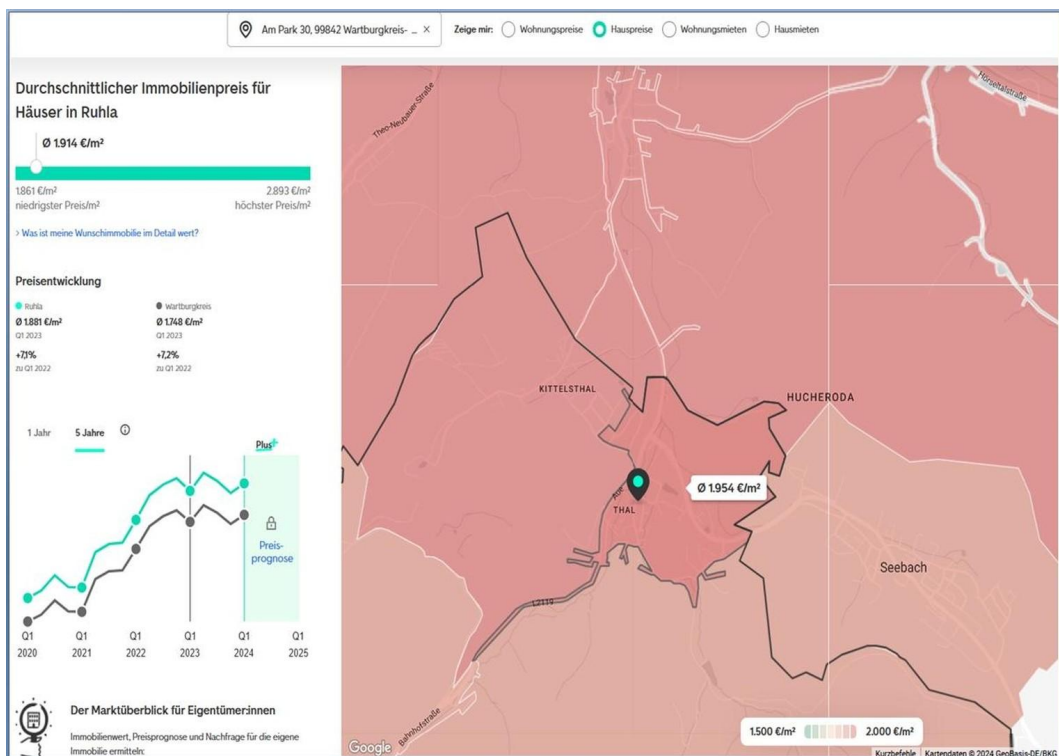 Am Park 30, 99842 Wartburgkreis- ... ×
Zeige mir: Wohnungspreise Hauspreise Wohnungsmieten Hausmieten
Durchschnittlicher Immobilienpreis für
Häuser in Ruhla
Ø 1.914 €/m²
1.861 €/m² 2.893 €/m²
niedrigster Preis/m² höchster Preis/m²
> Was ist meine Wunschimmobilie im Detail wert?
Preisentwicklung
Ruhla Wartburgkreis
Ø 1.881 €/m² Ø 1.748 €/m²
Q1 2023 Q1 2023
+7,1% +7,2%
zu Q1 2022 zu Q1 2022
1 Jahr 5 Jahre
Plus+
Preis-
prognose
Q1 Q1 Q1 Q1 Q1 Q1
2020 2021 2022 2023 2024 2025
Der Marktüberblick für Eigentümer:innen
Immobilienwert, Preisprognose und Nachfrage für die eigene
Immobilie ermitteln:
Theo-Neubauer-Straße
Hörseltalstraße
KITTELSTHAL
HUCHERODA
Ø 1.954 €/m²
THAL
Seebach
L2119
Bahnhofstraße
1.500 €/m² 2.000 €/m²
Google
Kurzbefehle Kartendaten © 2024 GeoBasis-DE/BKG